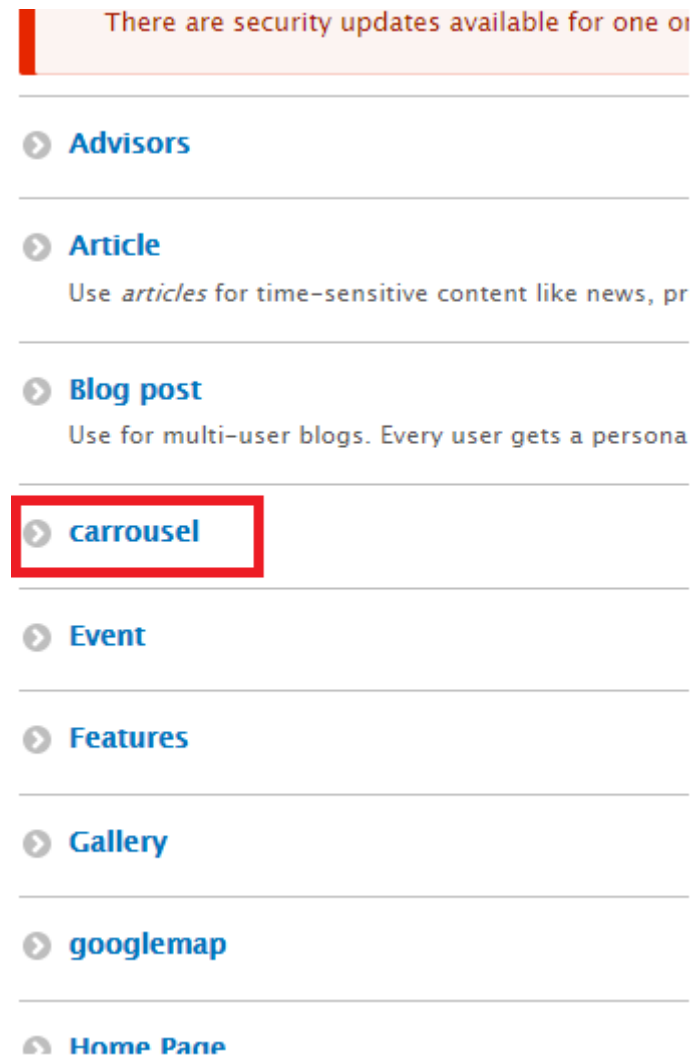 There are security updates available for one or
Advisors
Article
Use articles for time-sensitive content like news, pr
Blog post
Use for multi-user blogs. Every user gets a persona
carrousel
Event
Features
Gallery
googlemap
Home Page